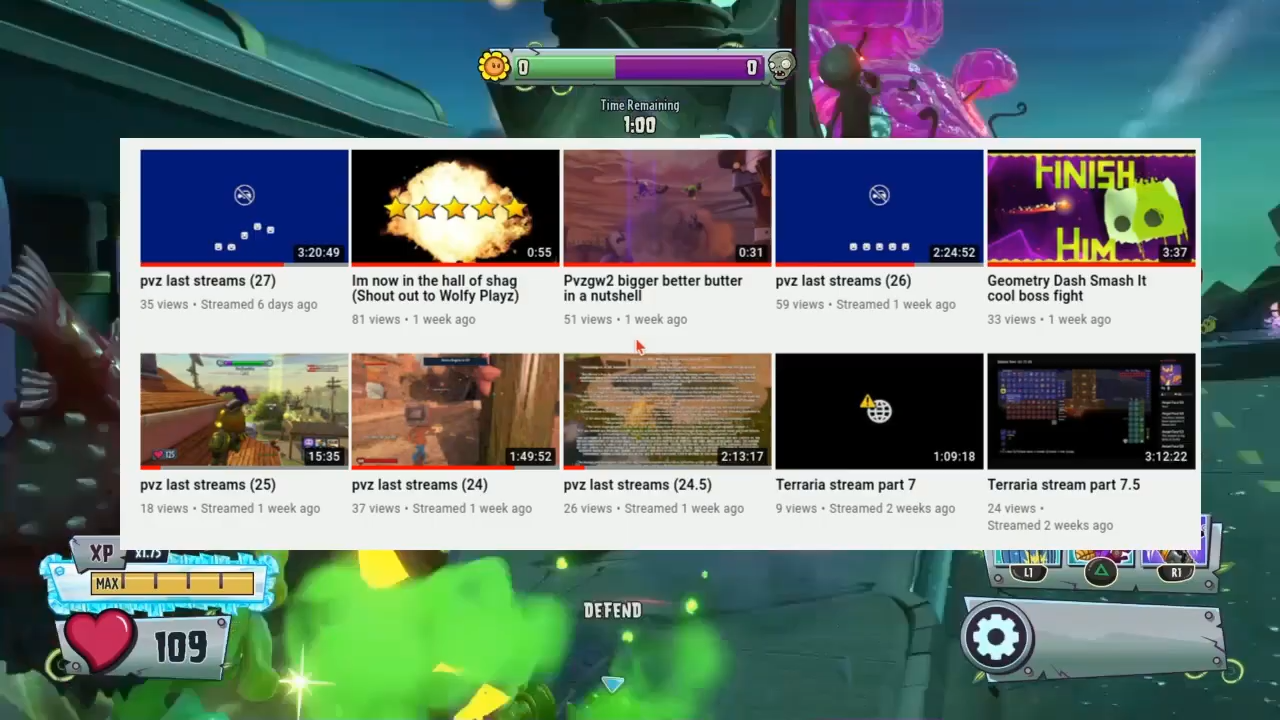 0 0
Time Remaining
1:00
3:20:49 0:55 0:31 2:24:52 FINISH HIM 3:37
pvz last streams (27)
35 views • Streamed 6 days ago
Im now in the hall of shag
(Shout out to Wolfy Playz)
81 views • 1 week ago
Pvzgw2 bigger better butter
in a nutshell
51 views • 1 week ago
pvz last streams (26)
59 views • Streamed 1 week ago
Geometry Dash Smash It
cool boss fight
33 views • 1 week ago
125
15:35 1:49:52 2:13:17 1:09:18 3:12:22
pvz last streams (25)
18 views • Streamed 1 week ago
pvz last streams (24)
37 views • Streamed 1 week ago
pvz last streams (24.5)
26 views • Streamed 1 week ago
Terraria stream part 7
9 views • Streamed 2 weeks ago
Terraria stream part 7.5
24 views •
Streamed 2 weeks ago
XP x1.75
MAX
109
DEFEND
L1 R1